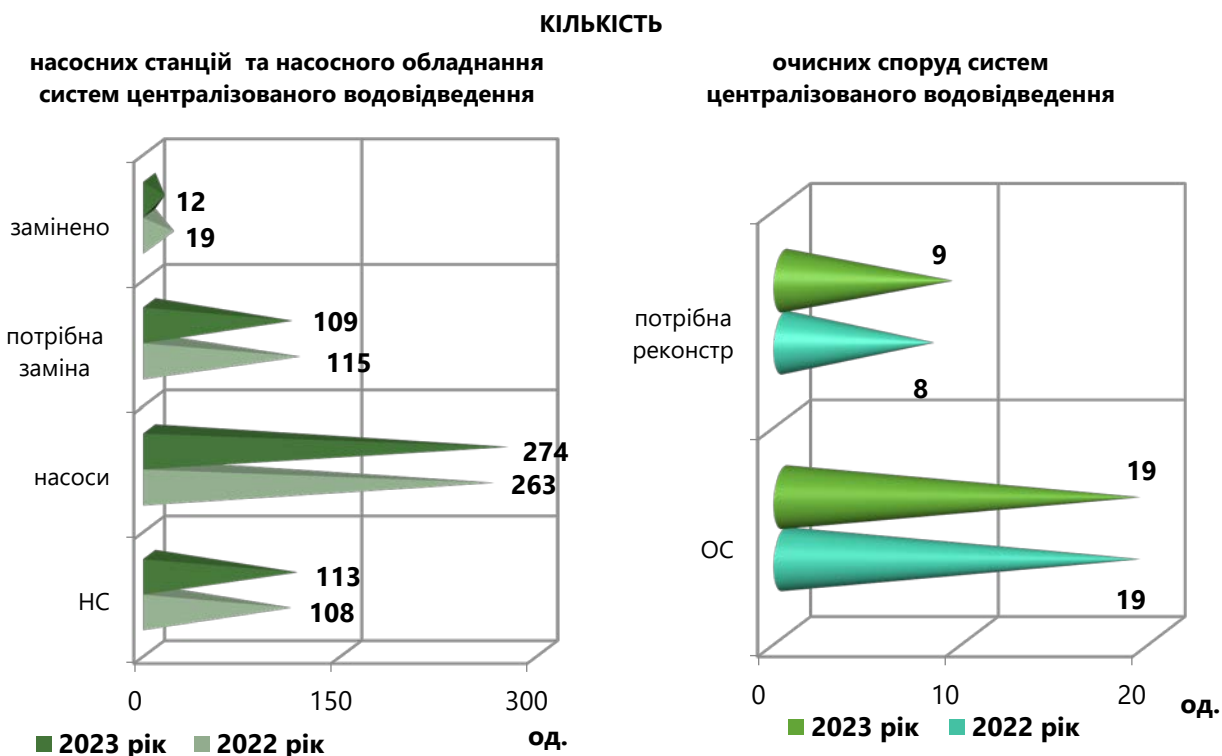 КІЛЬКІСТЬ
насосних станцій та насосного обладнання
систем централізованого водовідведення
замінено
12
19
потрібна
заміна
109
115
насоси
274
263
НС
113
108
0 150 300
од.
2023 рік 2022 рік
очисних споруд систем
централізованого водовідведення
потрібна
реконстр
9
8
ОС
19
19
0 10 20
од.
2023 рік 2022 рік